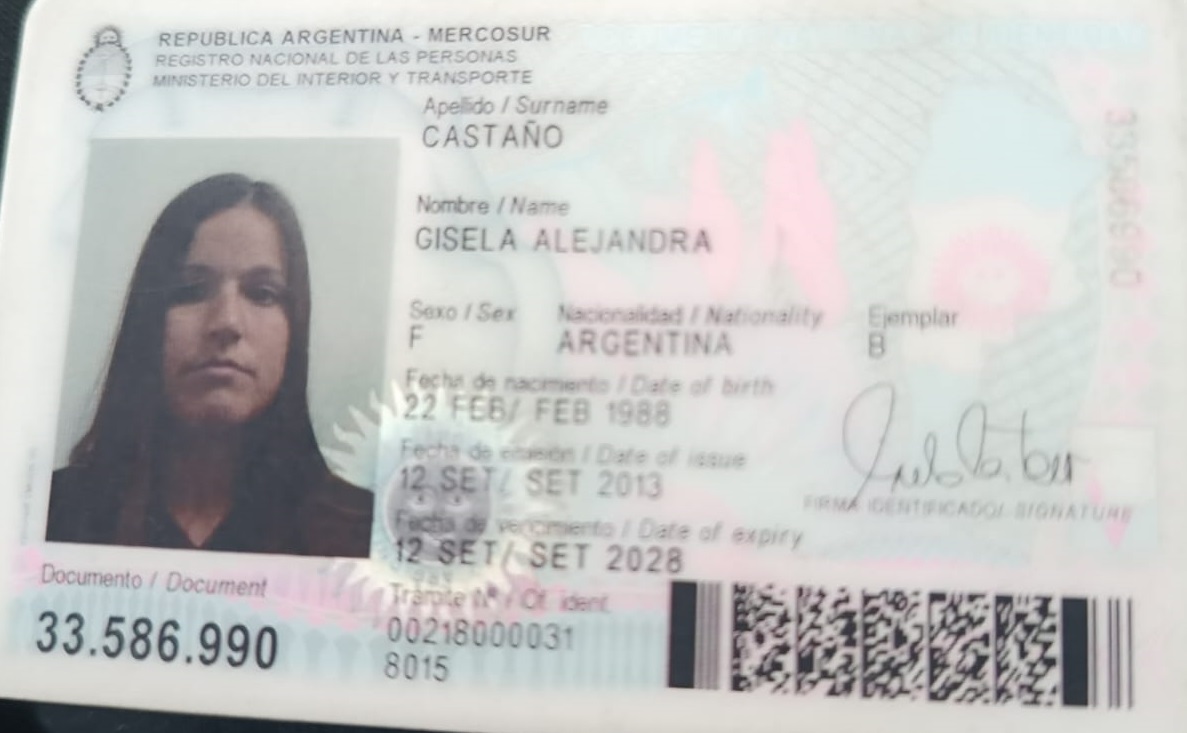 REPUBLICA ARGENTINA - MERCOSUR
REGISTRO NACIONAL DE LAS PERSONAS
MINISTERIO DEL INTERIOR Y TRANSPORTE
Apellido / Surname
CASTAÑO
Nombre / Name
GISELA ALEJANDRA
Sexo / Sex Nacionalidad / Nationality Ejemplar
F ARGENTINA B
Fecha de nacimiento / Date of birth
22 FEB/ FEB 1988
Fecha de emisión / Date of issue
12 SET/ SET 2013
Fecha de vencimiento / Date of expiry
12 SET/ SET 2028
FIRMA IDENTIFICADO/ SIGNATURE
Documento / Document
33.586.990
Trámite Nº / Of. ident.
00218000031
8015
33586990